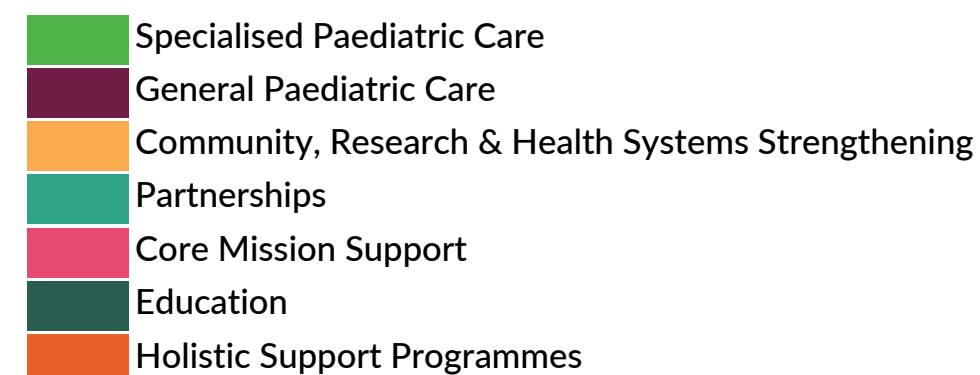 Specialised Paediatric Care
General Paediatric Care
Community, Research & Health Systems Strengthening
Partnerships
Core Mission Support
Education
Holistic Support Programmes